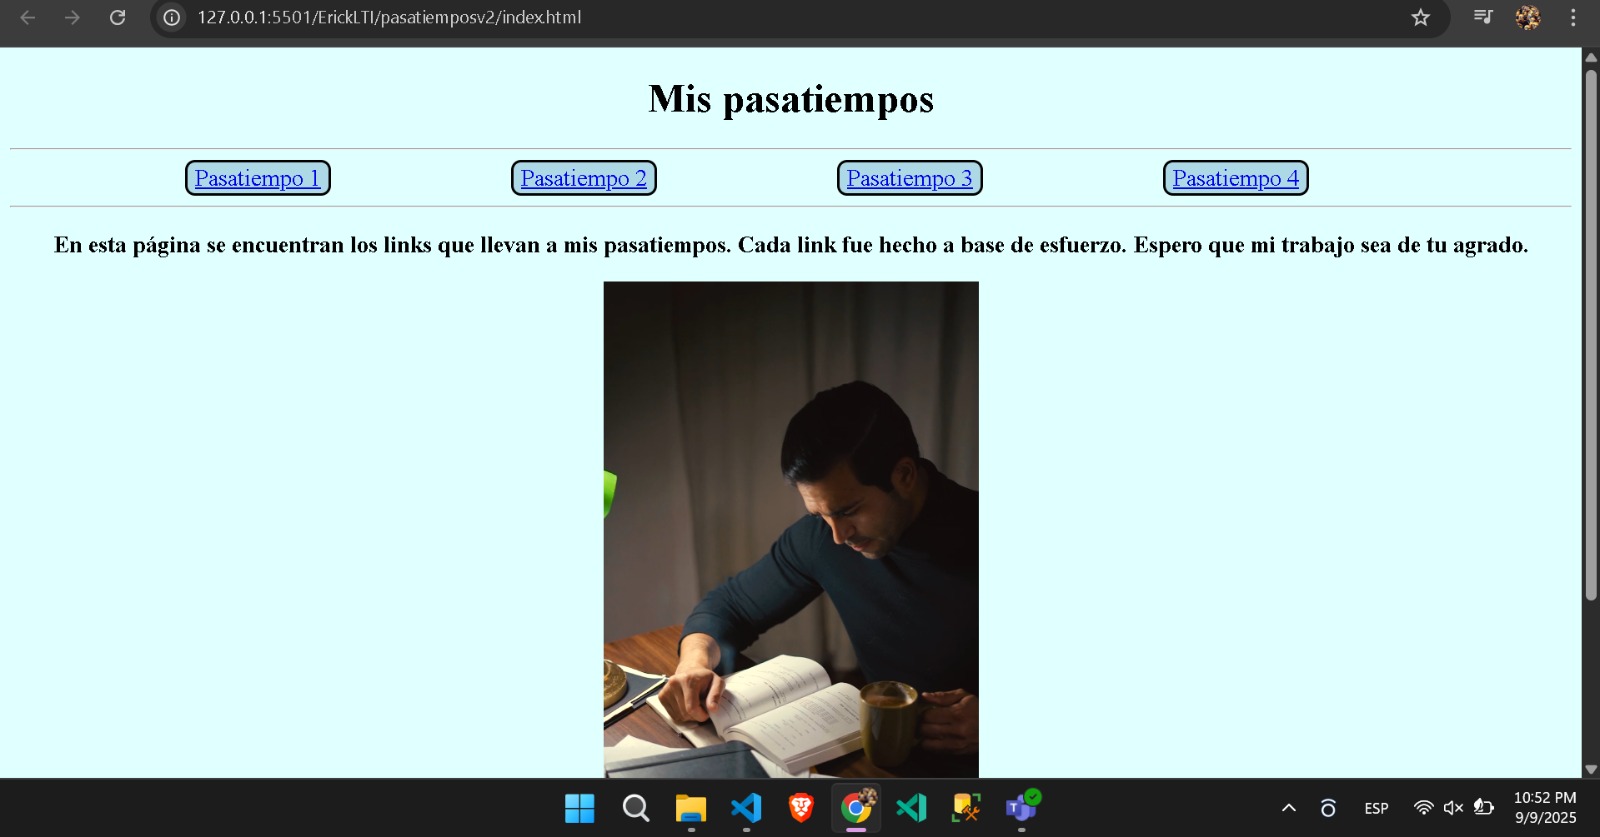 127.0.0.1:5501/ErickLTI/pasatiemposv2/index.html
Mis pasatiempos
Pasatiempo 1 Pasatiempo 2 Pasatiempo 3 Pasatiempo 4
En esta página se encuentran los links que llevan a mis pasatiempos. Cada link fue hecho a base de esfuerzo. Espero que mi trabajo sea de tu agrado.
ESP
10:52 PM
9/9/2025